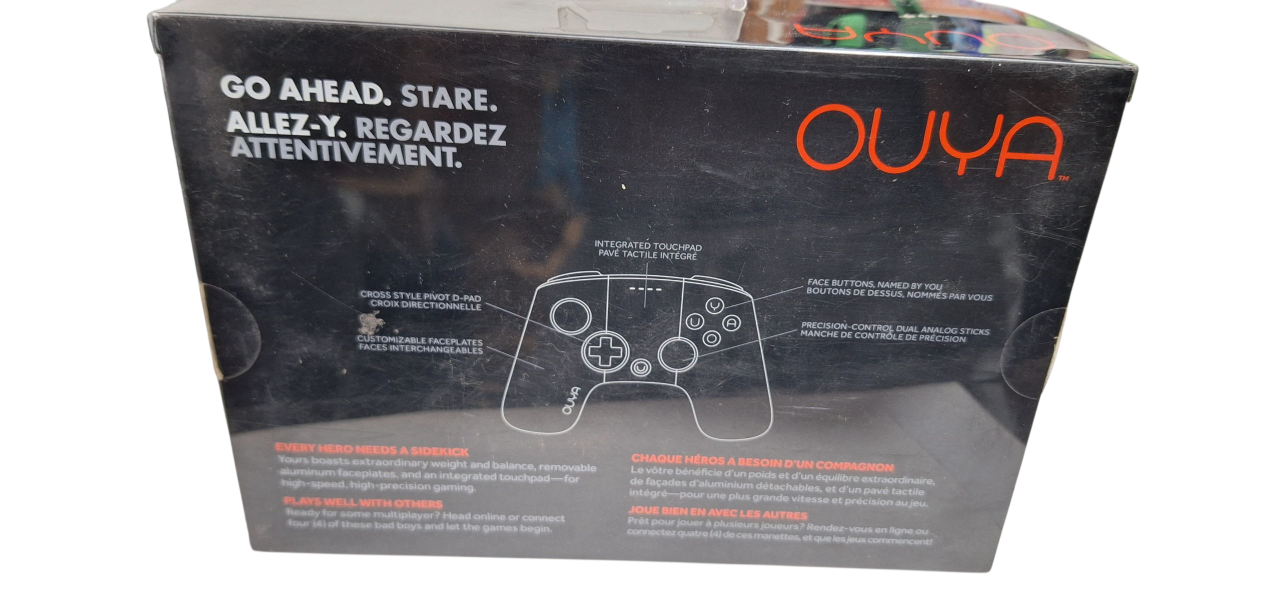 GO AHEAD. STARE.
ALLEZ-Y. REGARDEZ
ATTENTIVEMENT.
OUYA™
INTEGRATED TOUCHPAD
PAVÉ TACTILE INTÉGRÉ
CROSS STYLE PIVOT D-PAD
CROIX DIRECTIONNELLE
CUSTOMIZABLE FACEPLATES
FACES INTERCHANGEABLES
FACE BUTTONS, NAMED BY YOU
BOUTONS DE DESSUS, NOMMÉS PAR VOUS
PRECISION-CONTROL DUAL ANALOG STICKS
MANCHE DE CONTRÔLE DE PRÉCISION
Y
U A
O
U
OUYA
EVERY HERO NEEDS A SIDEKICK
Yours boasts extraordinary weight and balance, removable
aluminum faceplates, and an integrated touchpad—for
high-speed, high-precision gaming.
PLAYS WELL WITH OTHERS
Ready for some multiplayer? Head online or connect
four (4) of these bad boys and let the games begin.
CHAQUE HÉROS A BESOIN D'UN COMPAGNON
Le vôtre bénéficie d'un poids et d'un équilibre extraordinaire,
de façades d'aluminium détachables, et d'un pavé tactile
intégré—pour une plus grande vitesse et précision au jeu.
JOUE BIEN EN AVEC LES AUTRES
Prês pour jouer à plusieurs joueurs? Rendez-vous en ligne ou
connectez quatre (4) de ces manettes, et que les jeux commencent!